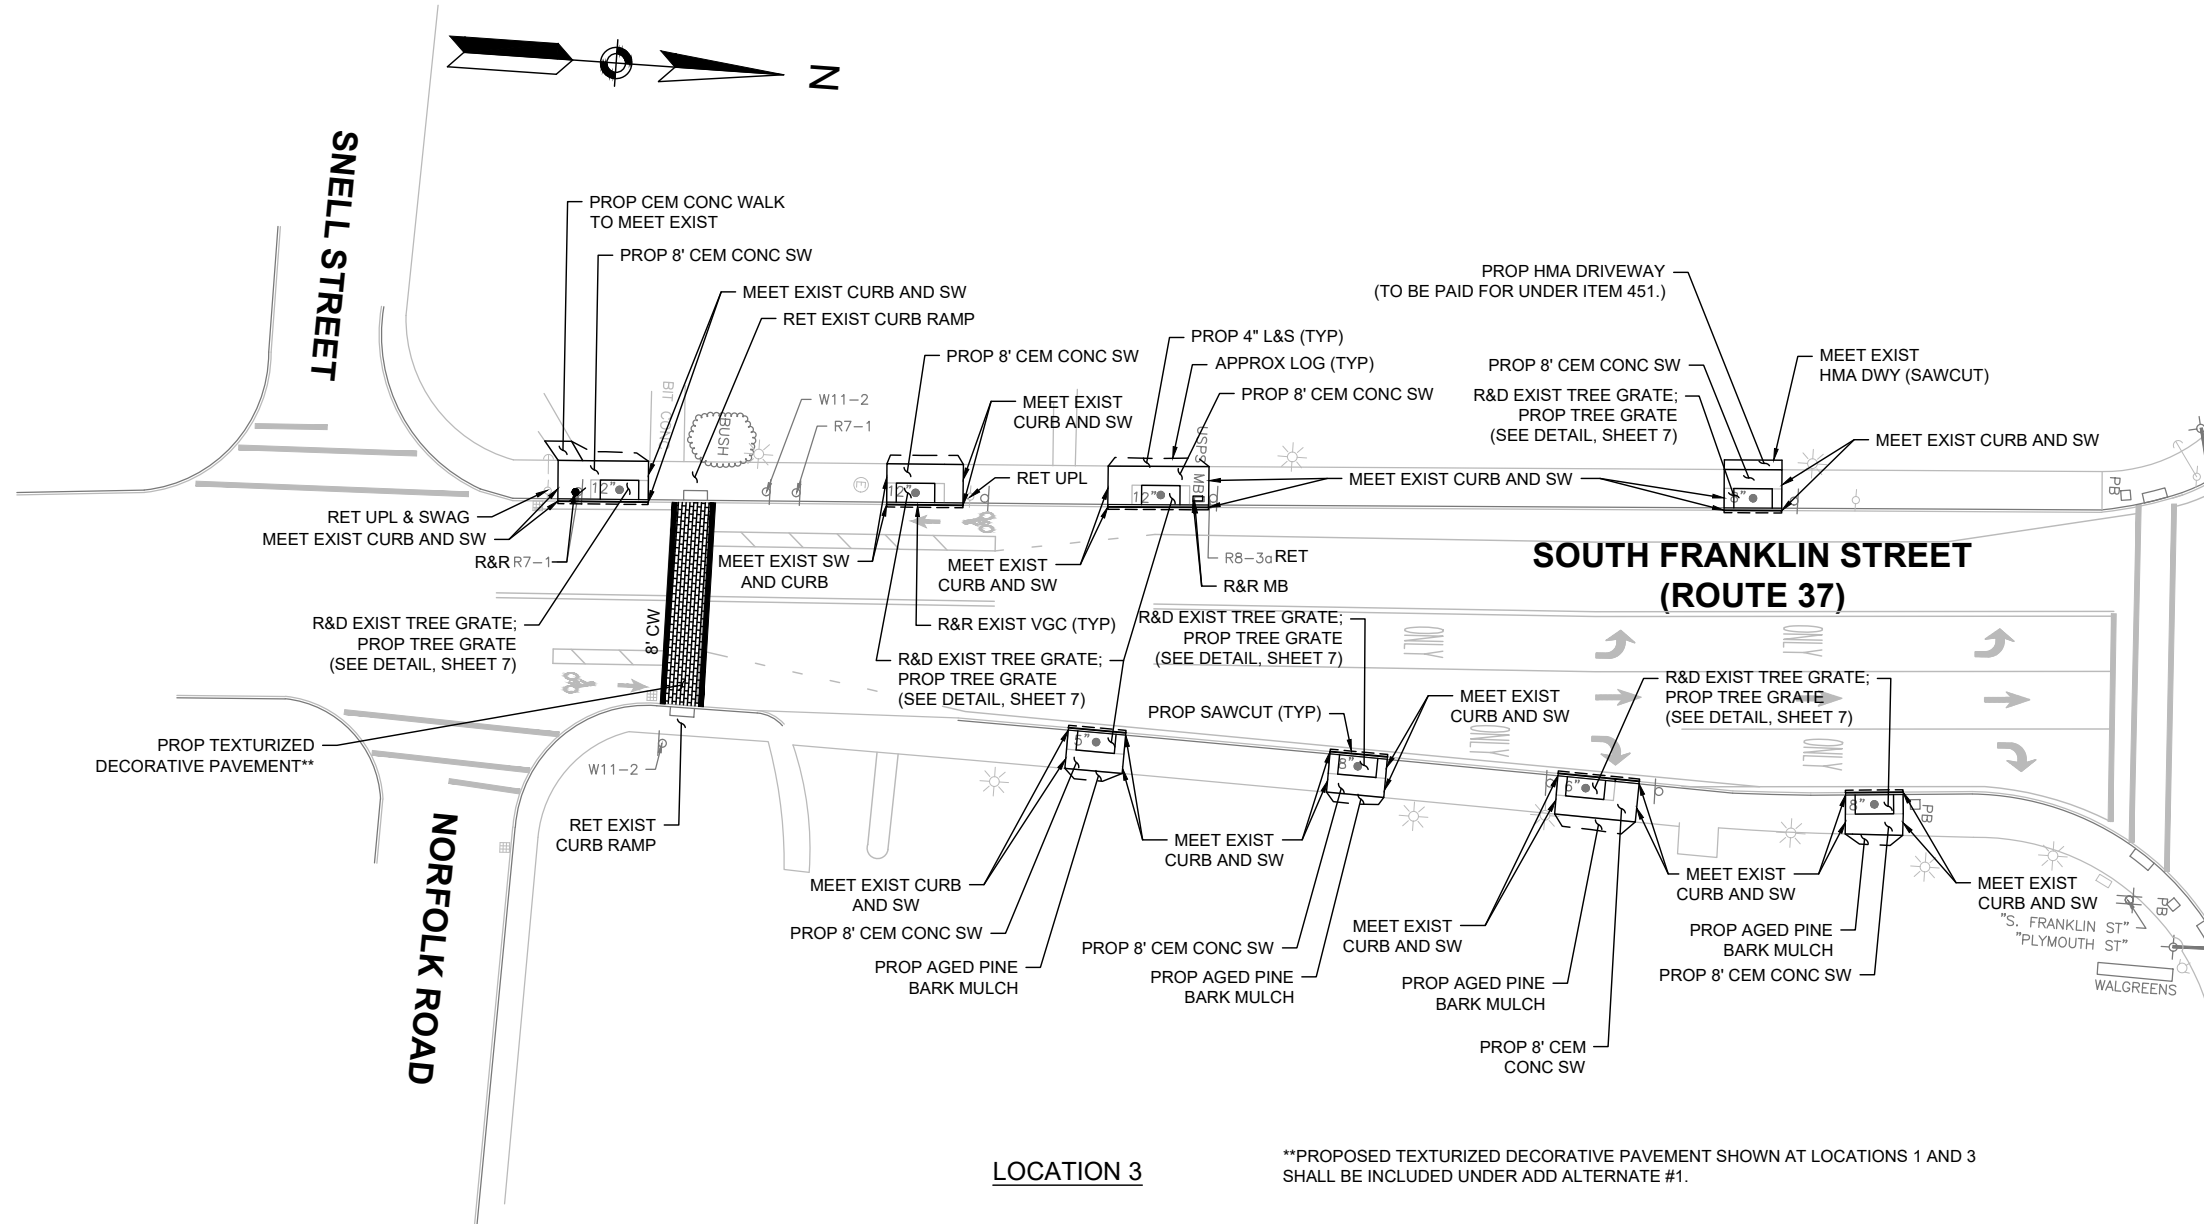 N
SNELL STREET
PROP CEM CONC WALK
TO MEET EXIST
PROP 8' CEM CONC SW
MEET EXIST CURB AND SW
RET EXIST CURB RAMP
PROP 8' CEM CONC SW
PROP 4" L&S (TYP)
APPROX LOG (TYP)
PROP 8' CEM CONC SW
PROP HMA DRIVEWAY
(TO BE PAID FOR UNDER ITEM 451.)
PROP 8' CEM CONC SW
MEET EXIST
HMA DWY (SAWCUT)
R&D EXIST TREE GRATE;
PROP TREE GRATE
(SEE DETAIL, SHEET 7)
MEET EXIST CURB AND SW
MEET EXIST
CURB AND SW
W11-2
R7-1
BUSH
USPS MB
BIT CONC
12"
12"
12"
RET UPL
MEET EXIST CURB AND SW
PB
RET UPL & SWAG
MEET EXIST CURB AND SW
R&R R7-1
MEET EXIST SW
AND CURB
MEET EXIST
CURB AND SW
R8-3a RET
R&R MB
SOUTH FRANKLIN STREET
(ROUTE 37)
R&D EXIST TREE GRATE;
PROP TREE GRATE
(SEE DETAIL, SHEET 7)
8' CW
R&R EXIST VGC (TYP)
R&D EXIST TREE GRATE;
PROP TREE GRATE
(SEE DETAIL, SHEET 7)
R&D EXIST TREE GRATE;
PROP TREE GRATE
(SEE DETAIL, SHEET 7)
ONLY
ONLY
R&D EXIST TREE GRATE;
PROP TREE GRATE
(SEE DETAIL, SHEET 7)
PROP SAWCUT (TYP)
MEET EXIST
CURB AND SW
ONLY
ONLY
PROP TEXTURIZED
DECORATIVE PAVEMENT**
W11-2
8"
8"
PB
RET EXIST
CURB RAMP
NORFOLK ROAD
MEET EXIST
CURB AND SW
MEET EXIST CURB
AND SW
PROP 8' CEM CONC SW
PROP AGED PINE
BARK MULCH
PROP 8' CEM CONC SW
PROP AGED PINE
BARK MULCH
MEET EXIST
CURB AND SW
MEET EXIST
CURB AND SW
MEET EXIST
CURB AND SW
PROP AGED PINE
BARK MULCH
PROP AGED PINE
BARK MULCH
PROP 8' CEM CONC SW
PROP 8' CEM
CONC SW
PB
"S. FRANKLIN ST"
"PLYMOUTH ST"
WALGREENS
LOCATION 3
**PROPOSED TEXTURIZED DECORATIVE PAVEMENT SHOWN AT LOCATIONS 1 AND 3
SHALL BE INCLUDED UNDER ADD ALTERNATE #1.